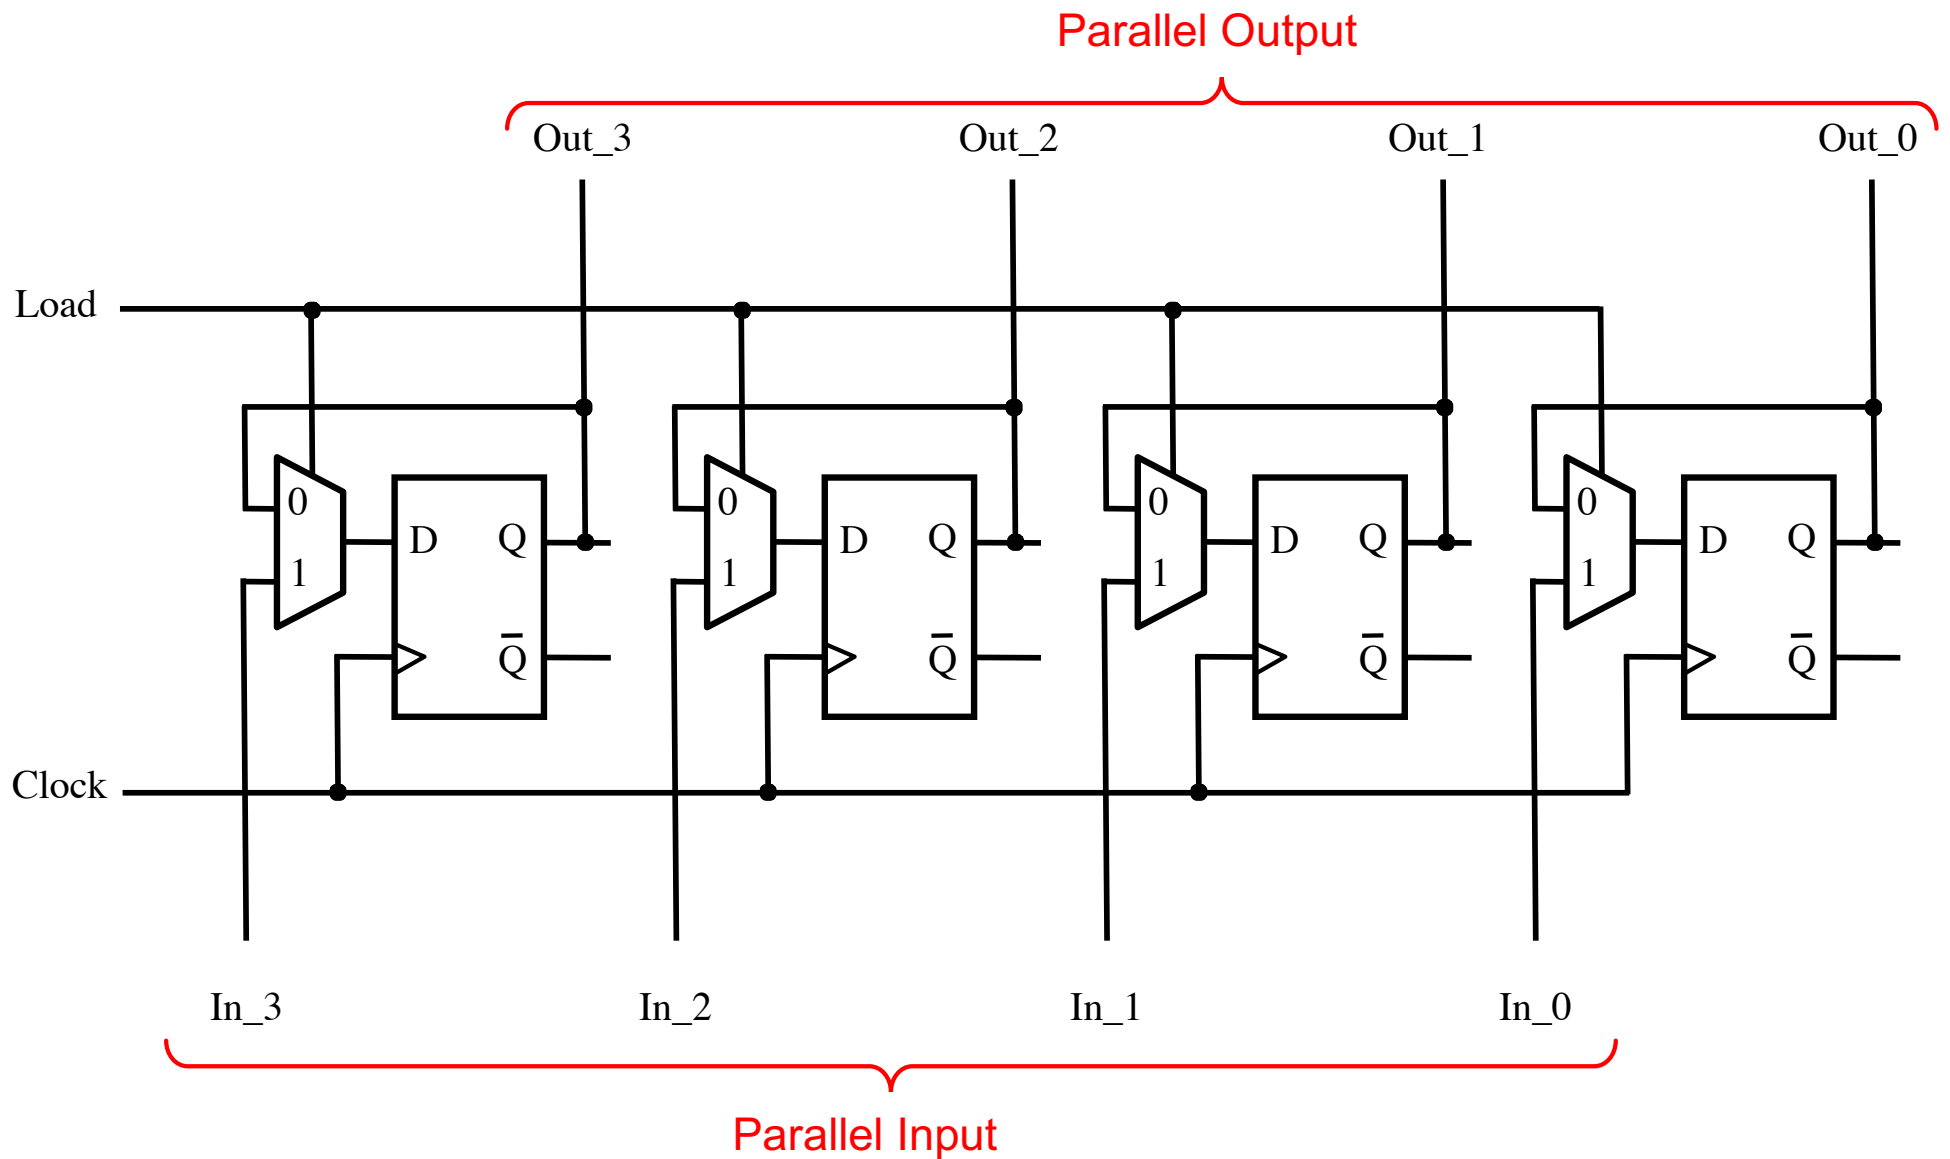 Parallel Output
Out_3 Out_2 Out_1 Out_0
Load
0 0 0 0
D Q D Q D Q D Q
1 1 1 1
Q̅ Q̅ Q̅ Q̅
Clock
In_3 In_2 In_1 In_0
Parallel Input